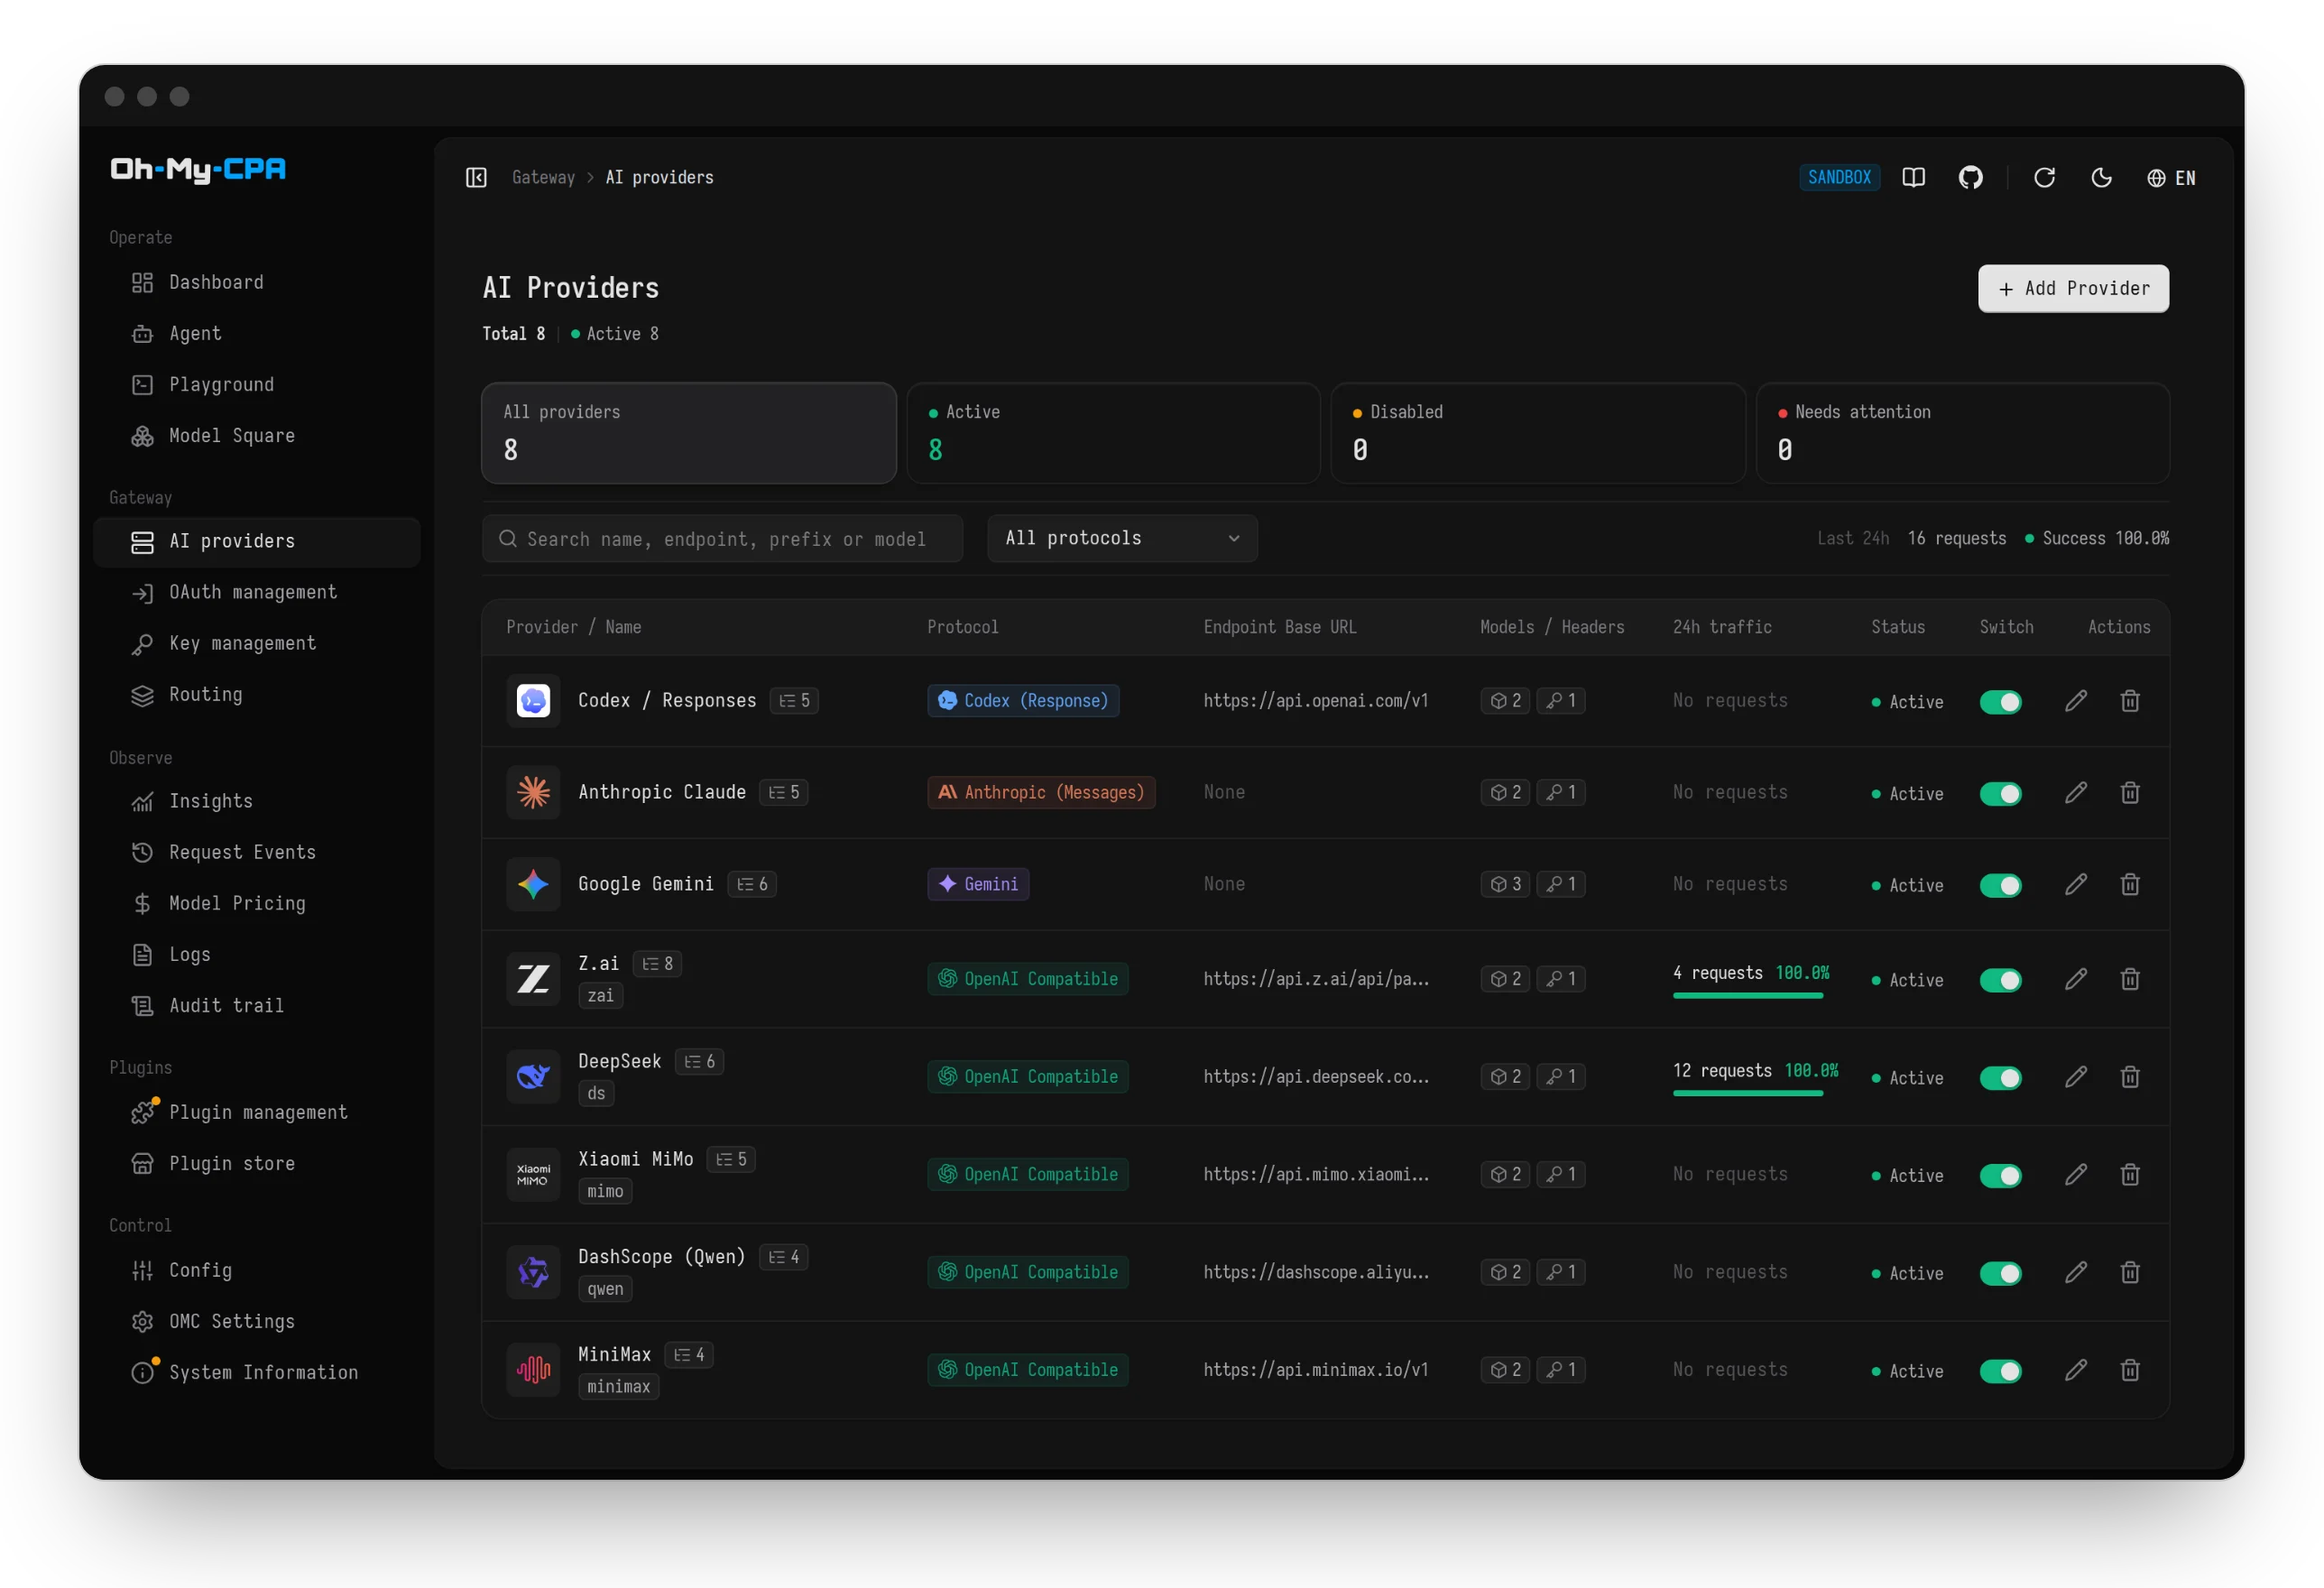 Oh-My-CPA
Operate
Dashboard
Agent
Playground
Model Square
Gateway
AI providers
OAuth management
Key management
Routing
Observe
Insights
Request Events
Model Pricing
Logs
Audit trail
Plugins
Plugin management
Plugin store
Control
Config
OMC Settings
System Information
Gateway > AI providers
SANDBOX
EN
AI Providers
+ Add Provider
Total 8 Active 8
All providers
8
Active
8
Disabled
0
Needs attention
0
Search name, endpoint, prefix or model
All protocols
Last 24h 16 requests Success 100.0%
Provider / Name Protocol Endpoint Base URL Models / Headers 24h traffic Status Switch Actions
Codex / Responses 5 Codex (Response) https://api.openai.com/v1 2 1 No requests Active
Anthropic Claude 5 Anthropic (Messages) None 2 1 No requests Active
Google Gemini 6 Gemini None 3 1 No requests Active
Z.ai 8
zai
OpenAI Compatible https://api.z.ai/api/pa... 2 1 4 requests 100.0% Active
DeepSeek 6
ds
OpenAI Compatible https://api.deepseek.co... 2 1 12 requests 100.0% Active
Xiaomi
MIMO
Xiaomi MiMo 5
mimo
OpenAI Compatible https://api.mimo.xiaomi... 2 1 No requests Active
DashScope (Qwen) 4
qwen
OpenAI Compatible https://dashscope.aliyu... 2 1 No requests Active
MiniMax 4
minimax
OpenAI Compatible https://api.minimax.io/v1 2 1 No requests Active